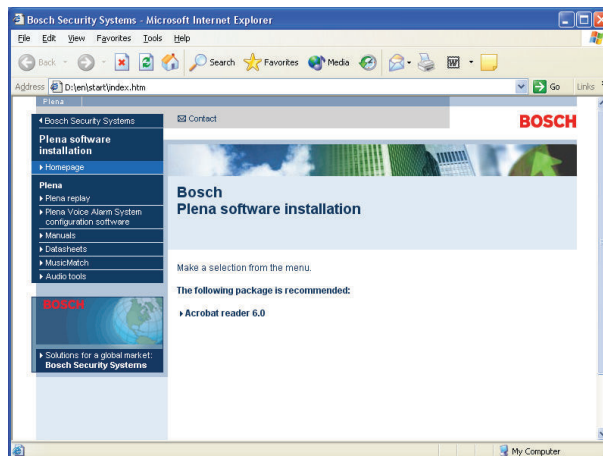 Bosch Security Systems - Microsoft Internet Explorer
File Edit View Favorites Tools Help
Back Search Favorites Media
Address D:\en\start\index.htm Go Links
Plena
Bosch Security Systems
Contact
BOSCH
Plena software
installation
Homepage
Plena
Plena replay
Plena Voice Alarm System
configuration software
Manuals
Datasheets
MusicMatch
Audio tools
BOSCH
Solutions for a global market:
Bosch Security Systems
Bosch
Plena software installation
Make a selection from the menu.
The following package is recommended:
Acrobat reader 6.0
My Computer